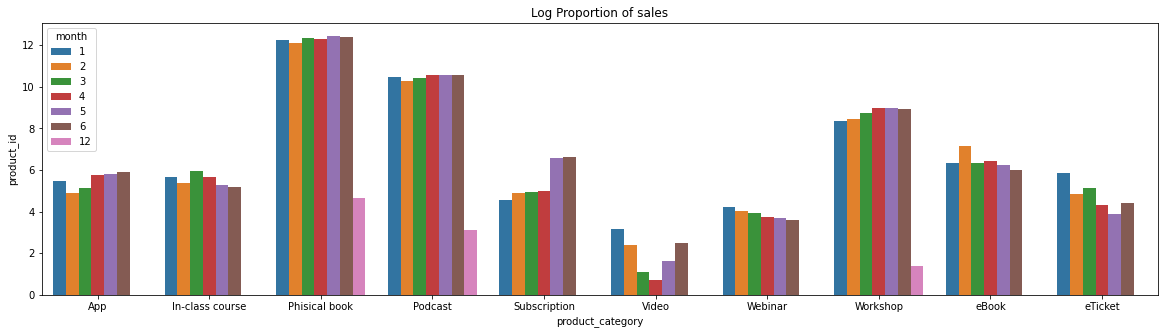 Log Proportion of sales
month
1
2
3
4
5
6
12
product_id
12
10
8
6
4
2
0
App In-class course Phisical book Podcast Subscription Video Webinar Workshop eBook eTicket
product_category